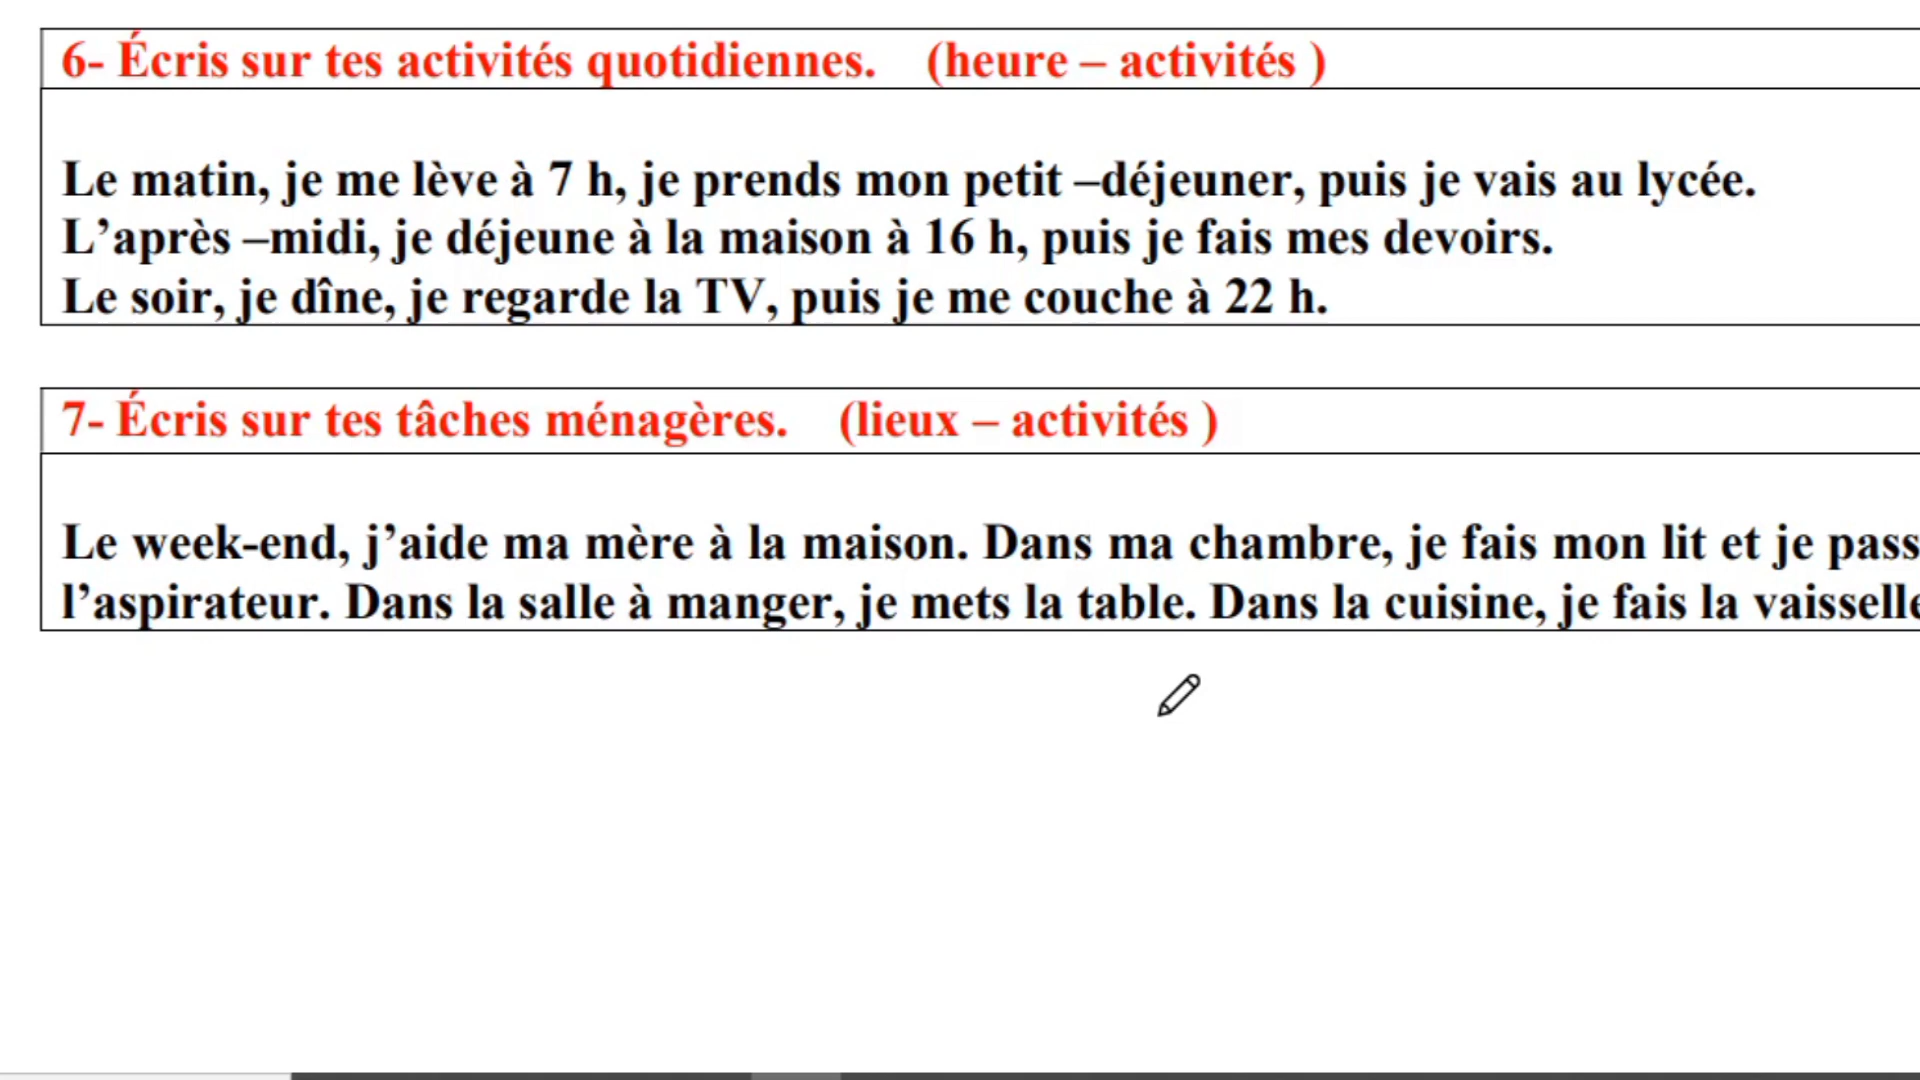 6- Écris sur tes activités quotidiennes. (heure – activités )
Le matin, je me lève à 7 h, je prends mon petit –déjeuner, puis je vais au lycée.
L’après –midi, je déjeune à la maison à 16 h, puis je fais mes devoirs.
Le soir, je dîne, je regarde la TV, puis je me couche à 22 h.
7- Écris sur tes tâches ménagères. (lieux – activités )
Le week-end, j’aide ma mère à la maison. Dans ma chambre, je fais mon lit et je pass
l’aspirateur. Dans la salle à manger, je mets la table. Dans la cuisine, je fais la vaisselle